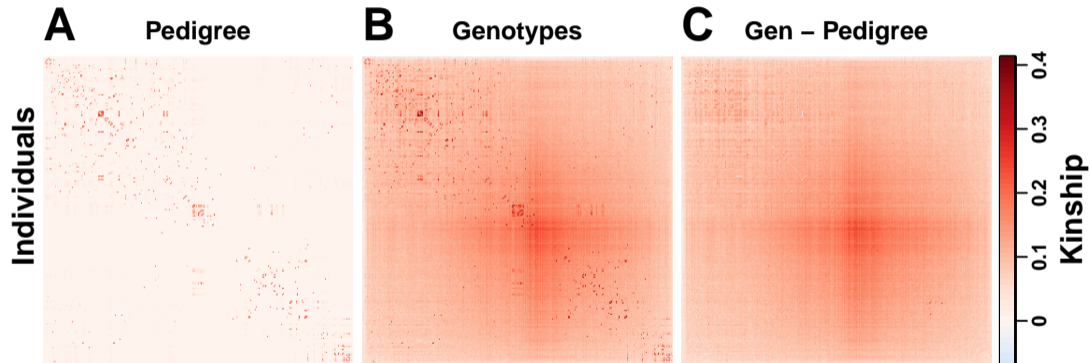 A Pedigree
B Genotypes
C Gen − Pedigree
Individuals
0.4
0.3
0.2
0.1
0
Kinship